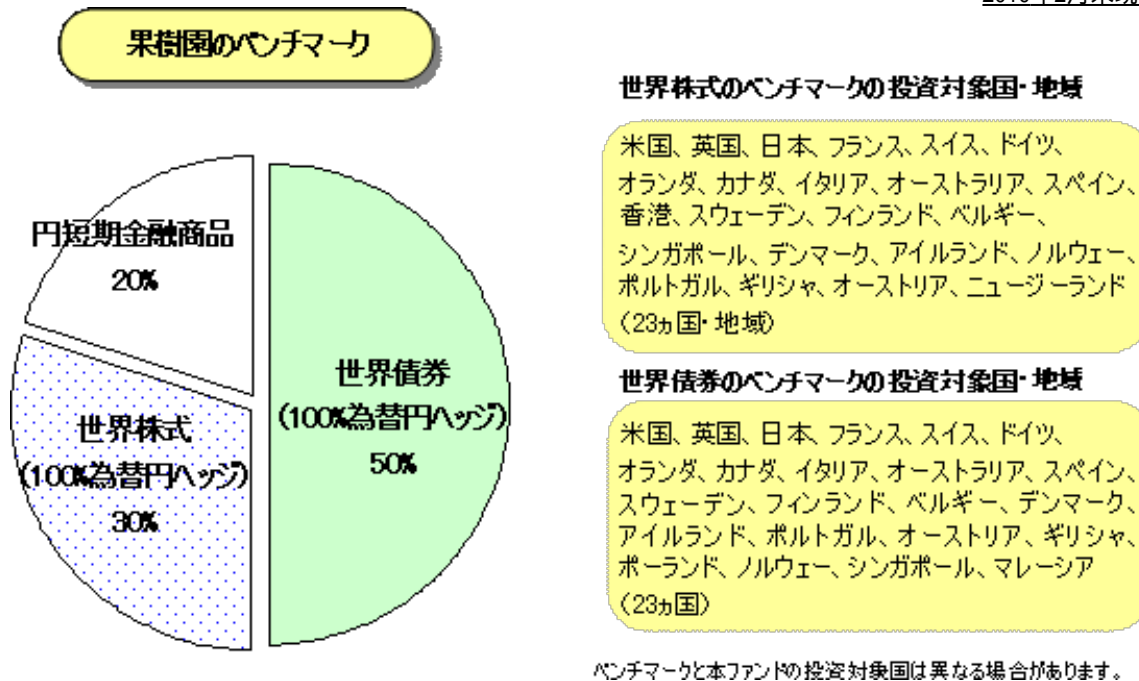 果樹園のベンチマーク
世界株式のベンチマークの投資対象国・地域
米国、英国、日本、フランス、スイス、ドイツ、
オランダ、カナダ、イタリア、オーストラリア、スペイン、
香港、スウェーデン、フィンランド、ベルギー、
シンガポール、デンマーク、アイルランド、ノルウェー、
ポルトガル、ギリシャ、オーストリア、ニュージーランド
（23ヵ国・地域）
円短期金融商品
20%
世界株式
(100%為替円ヘッジ)
30%
世界債券
(100%為替円ヘッジ)
50%
世界債券のベンチマークの投資対象国・地域
米国、英国、日本、フランス、スイス、ドイツ、
オランダ、カナダ、イタリア、オーストラリア、スペイン、
スウェーデン、フィンランド、ベルギー、デンマーク、
アイルランド、ポルトガル、オーストリア、ギリシャ、
ポーランド、ノルウェー、シンガポール、マレーシア
（23ヵ国）
ベンチマークと本ファンドの投資対象国は異なる場合があります。